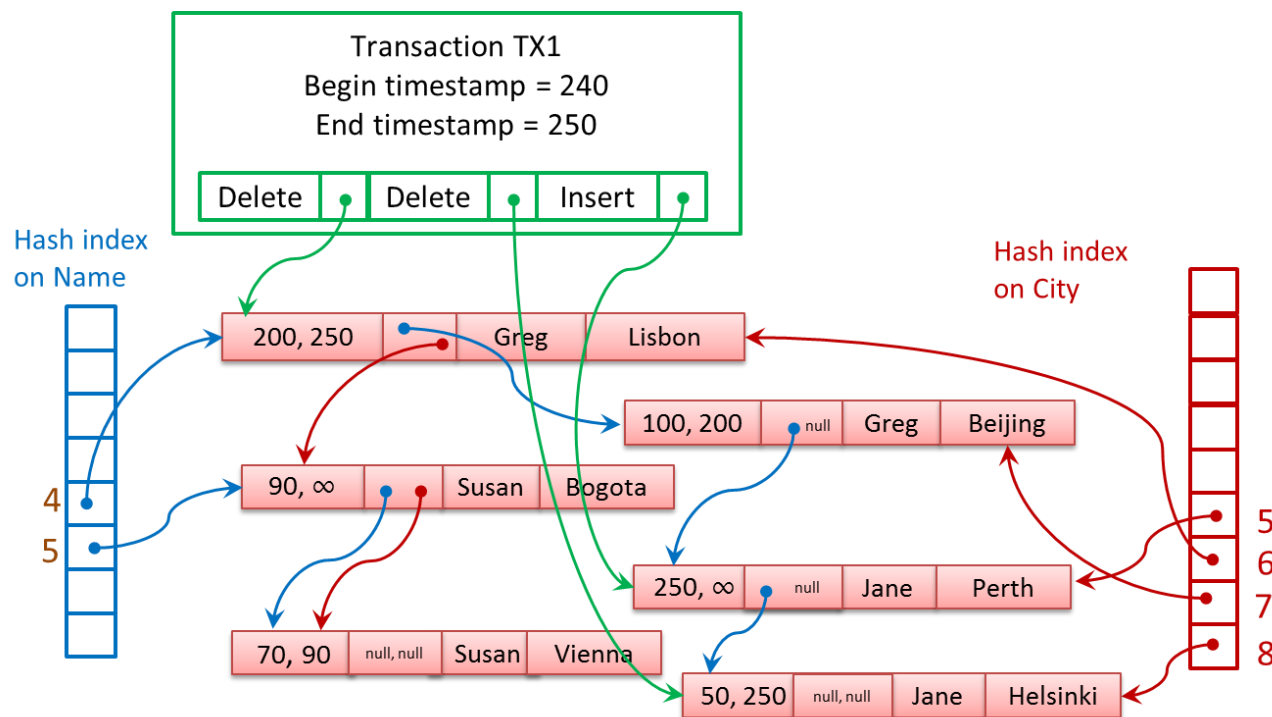 Transaction TX1
Begin timestamp = 240
End timestamp = 250
Delete Delete Insert
Hash index
on Name
Hash index
on City
200, 250 Greg Lisbon
100, 200 null Greg Beijing
90, ∞ Susan Bogota
4
5
5
6
7
8
250, ∞ null Jane Perth
70, 90 null, null Susan Vienna
50, 250 null, null Jane Helsinki